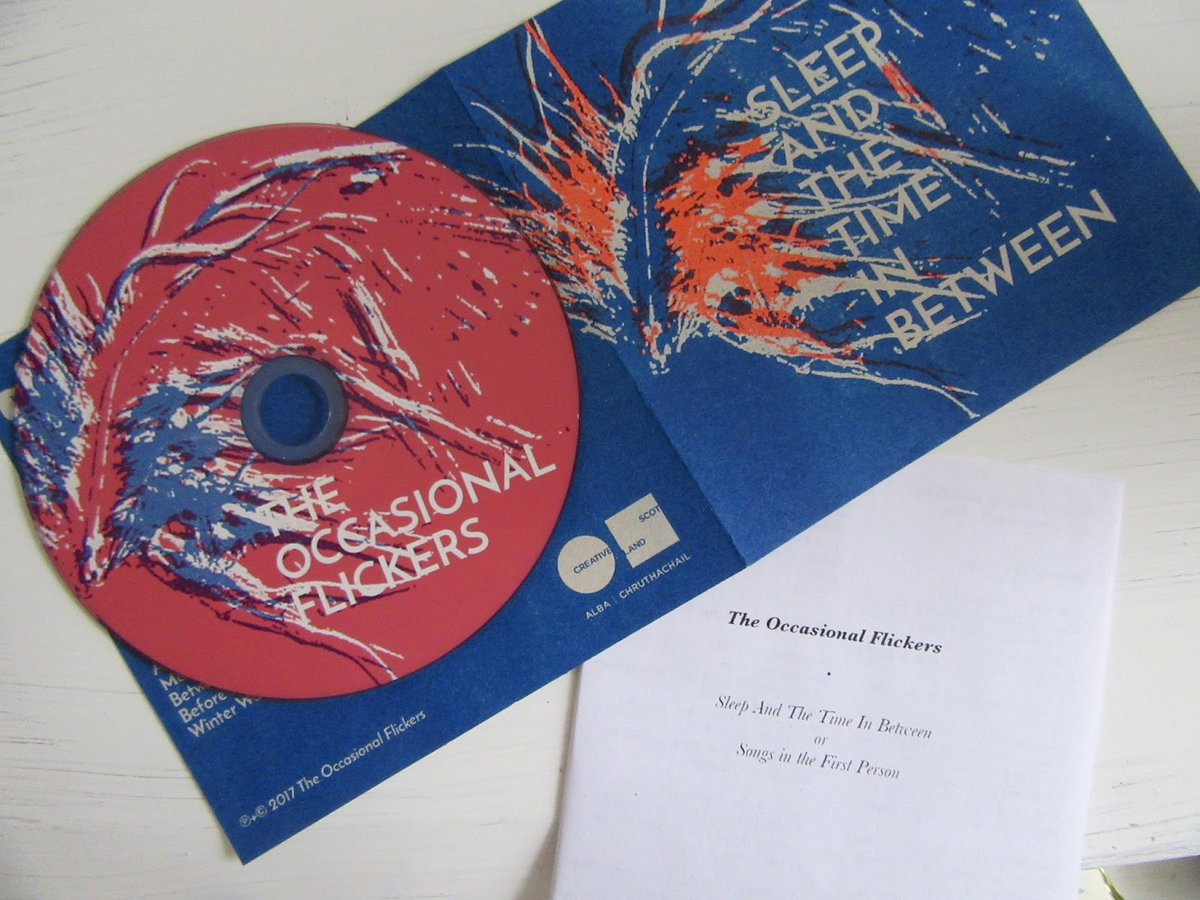 SLEEP
AND
THE
TIME
IN
BETWEEN
THE
OCCASIONAL
FLICKERS
CREATIVE
SCOT
LAND
ALBA | CHRUTHACHAIL
Before
Winter
℗+© 2017 The Occasional Flickers
The Occasional Flickers
Sleep And The Time In Between
or
Songs in the First Person